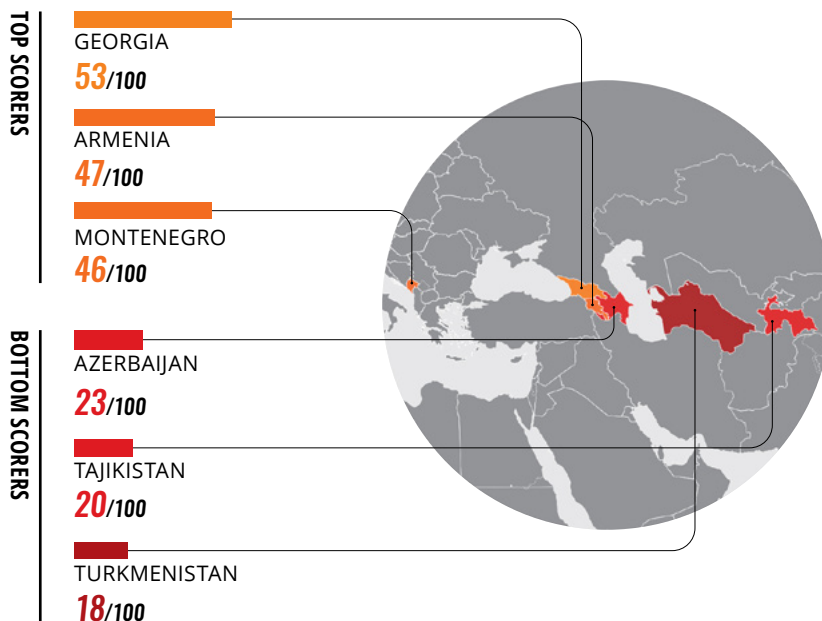 TOP SCORERS
GEORGIA
53/100
ARMENIA
47/100
MONTENEGRO
46/100
BOTTOM SCORERS
AZERBAIJAN
23/100
TAJIKISTAN
20/100
TURKMENISTAN
18/100